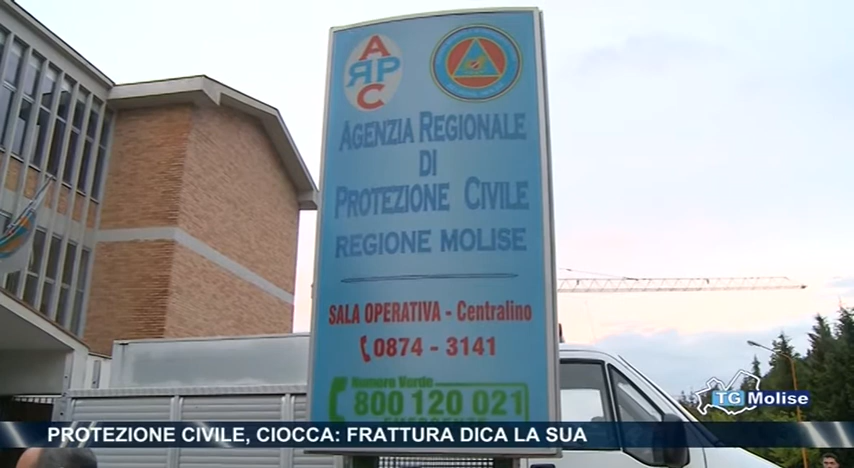 A
RPC
AGENZIA REGIONALE
DI
PROTEZIONE CIVILE
REGIONE MOLISE
SALA OPERATIVA - Centralino
0874 - 3141
Numero Verde
800 120 021
TG Molise
PROTEZIONE CIVILE, CIOCCA: FRATTURA DICA LA SUA